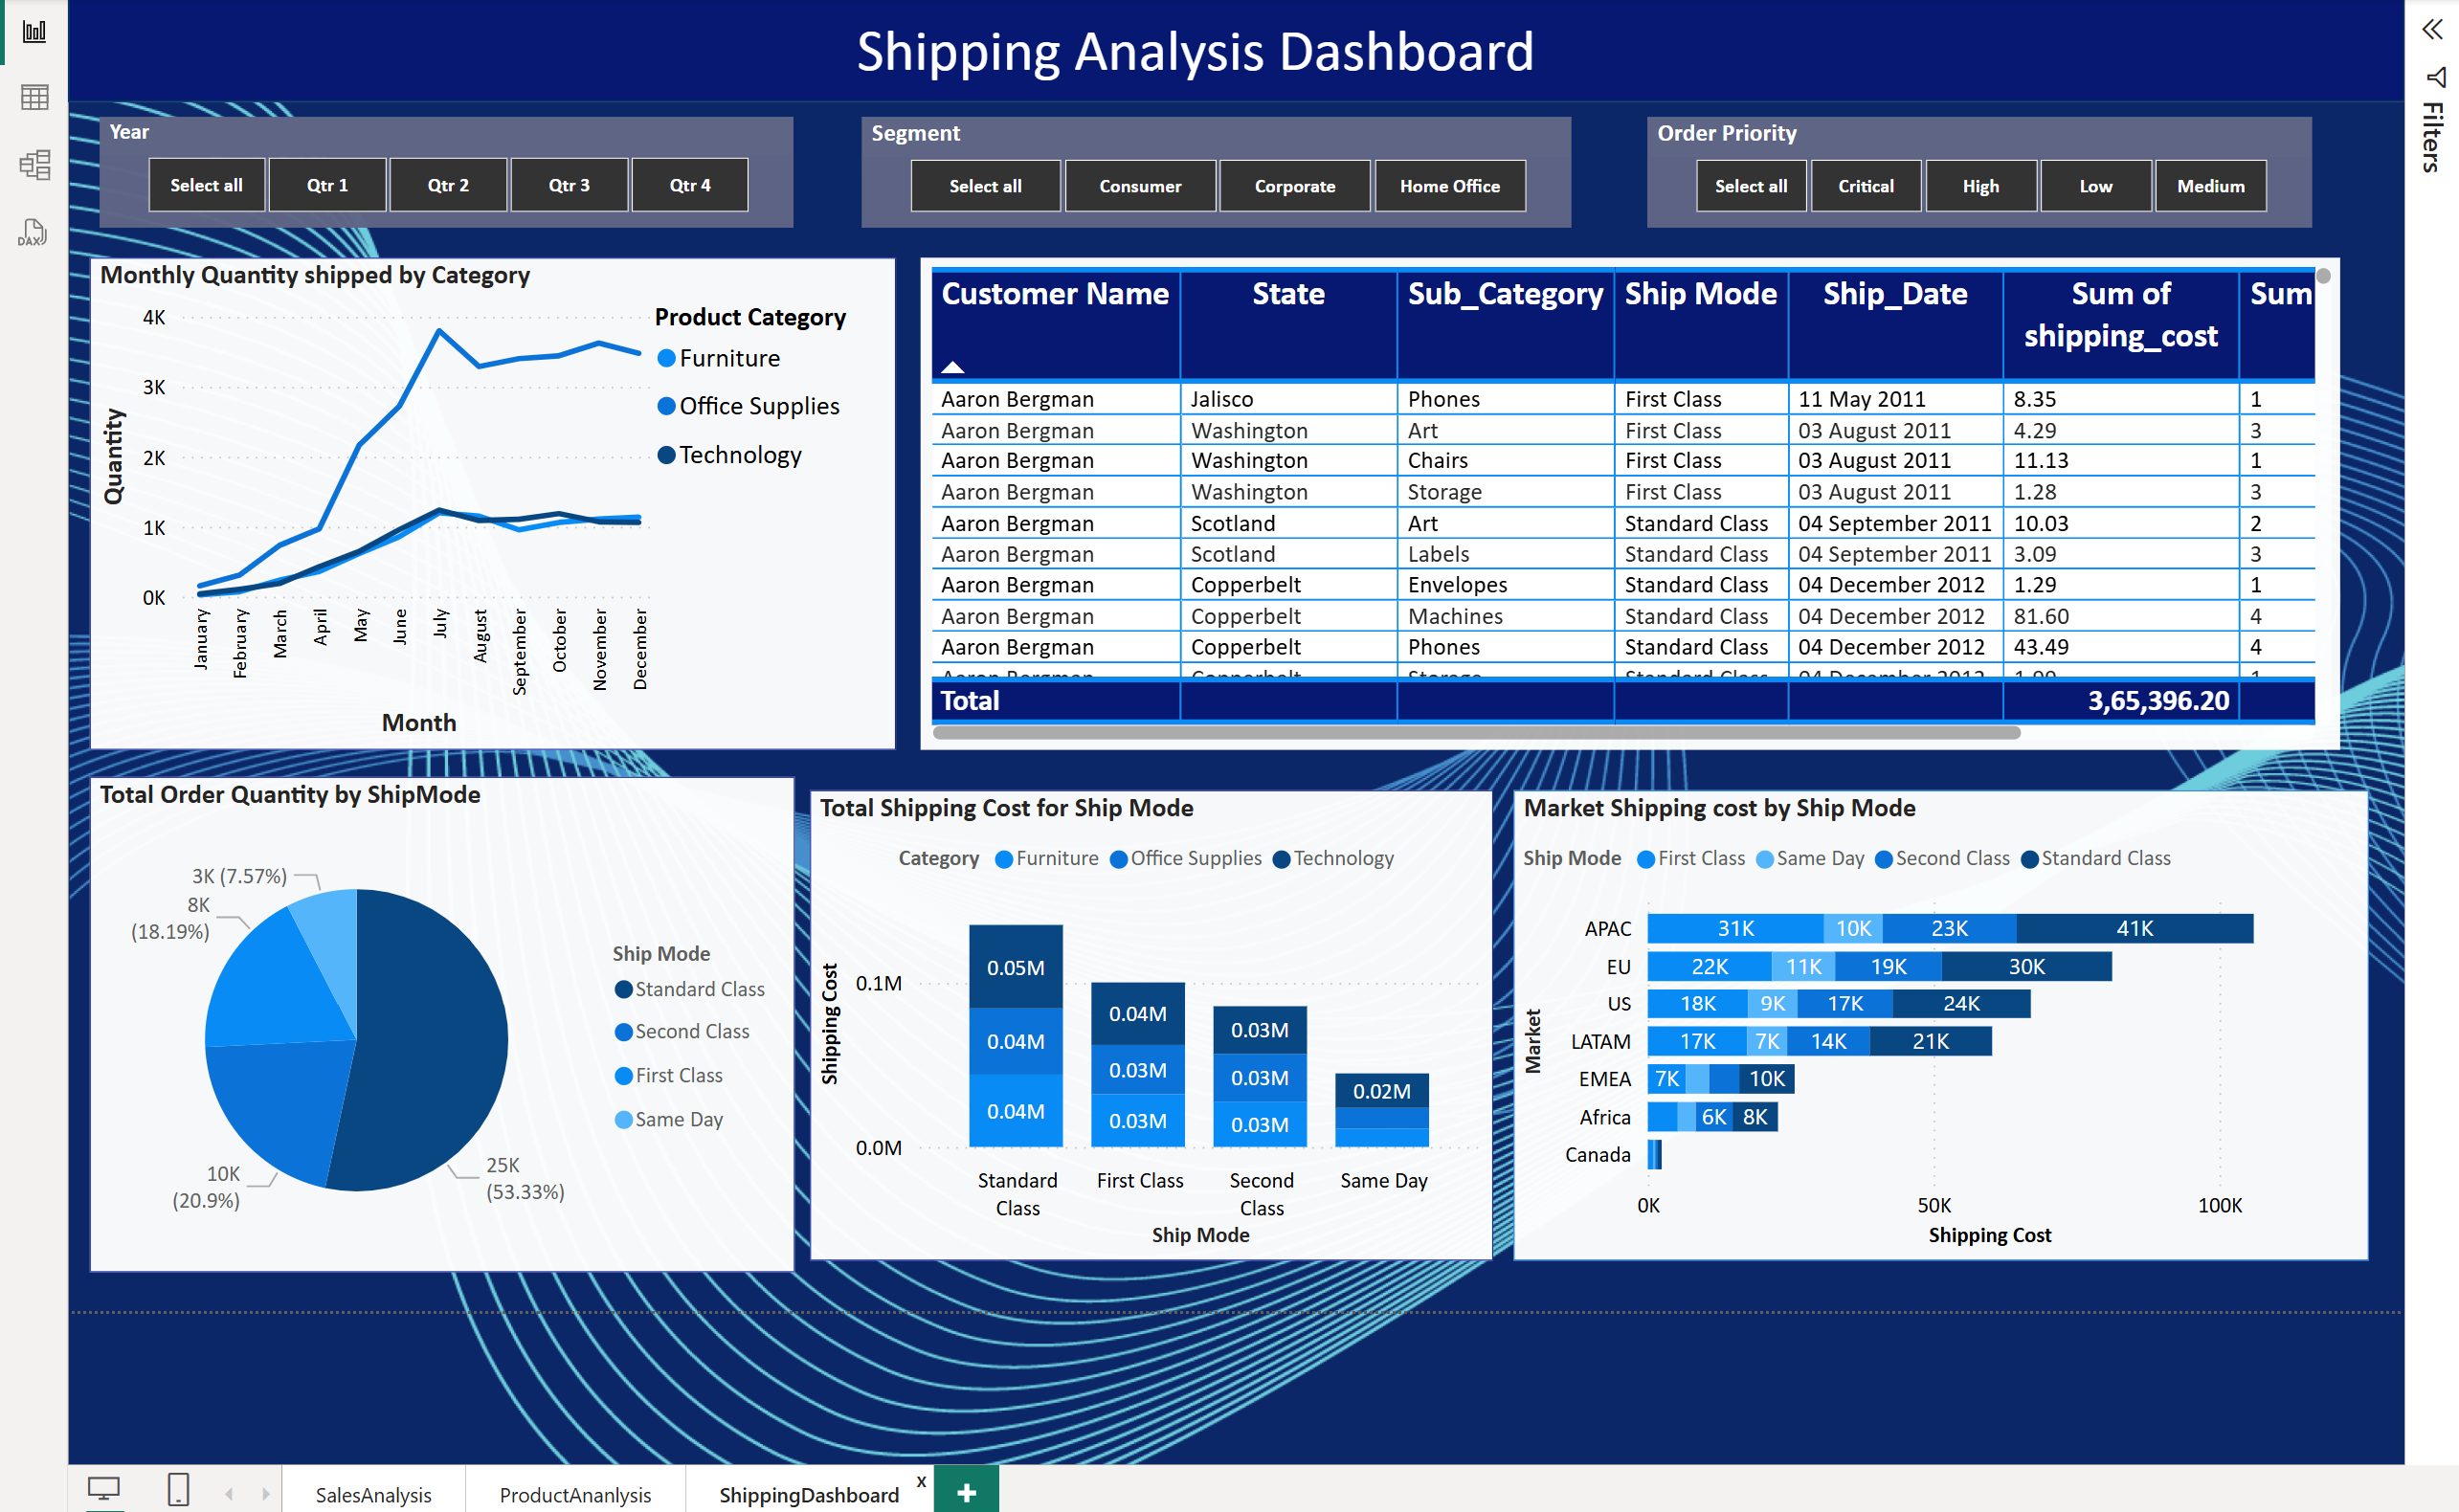 Shipping Analysis Dashboard
Filters
DAX
Year
Select all Qtr 1 Qtr 2 Qtr 3 Qtr 4
Segment
Select all Consumer Corporate Home Office
Order Priority
Select all Critical High Low Medium
Monthly Quantity shipped by Category
Product Category
Furniture
Office Supplies
Technology
Quantity
4K
3K
2K
1K
0K
January February March April May June July August September October November December
Month
Customer Name State Sub_Category Ship Mode Ship_Date Sum of shipping_cost Sum
Aaron Bergman Jalisco Phones First Class 11 May 2011 8.35 1
Aaron Bergman Washington Art First Class 03 August 2011 4.29 3
Aaron Bergman Washington Chairs First Class 03 August 2011 11.13 1
Aaron Bergman Washington Storage First Class 03 August 2011 1.28 3
Aaron Bergman Scotland Art Standard Class 04 September 2011 10.03 2
Aaron Bergman Scotland Labels Standard Class 04 September 2011 3.09 3
Aaron Bergman Copperbelt Envelopes Standard Class 04 December 2012 1.29 1
Aaron Bergman Copperbelt Machines Standard Class 04 December 2012 81.60 4
Aaron Bergman Copperbelt Phones Standard Class 04 December 2012 43.49 4
Total 3,65,396.20
Total Order Quantity by ShipMode
3K (7.57%)
8K
(18.19%)
10K
(20.9%)
25K
(53.33%)
Ship Mode
Standard Class
Second Class
First Class
Same Day
Total Shipping Cost for Ship Mode
Category Furniture Office Supplies Technology
Shipping Cost
0.1M
0.0M
0.05M
0.04M
0.04M
0.04M
0.03M
0.03M
0.03M
0.03M
0.03M
0.02M
Standard Class
First Class
Second Class
Same Day
Ship Mode
Market Shipping cost by Ship Mode
Ship Mode First Class Same Day Second Class Standard Class
Market
APAC 31K 10K 23K 41K
EU 22K 11K 19K 30K
US 18K 9K 17K 24K
LATAM 17K 7K 14K 21K
EMEA 7K 10K
Africa 6K 8K
Canada
0K 50K 100K
Shipping Cost
SalesAnalysis ProductAnanlysis ShippingDashboard x